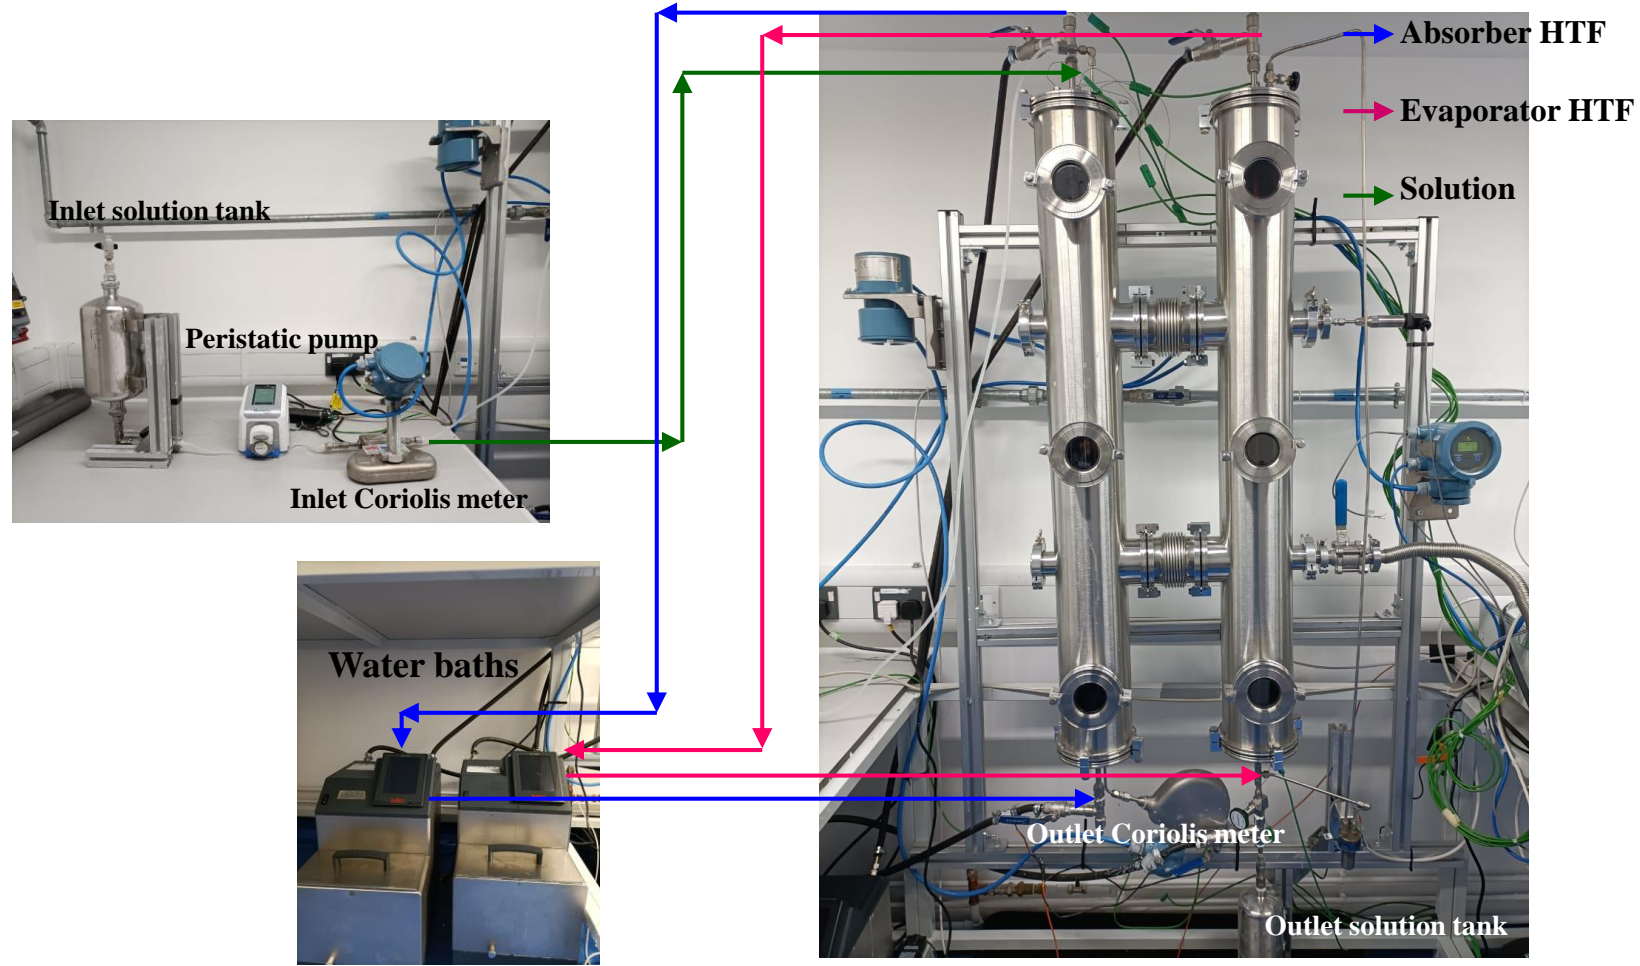 Absorber HTF
Evaporator HTF
Solution
Inlet solution tank
Peristatic pump
Inlet Coriolis meter
Water baths
Outlet Coriolis meter
Outlet solution tank